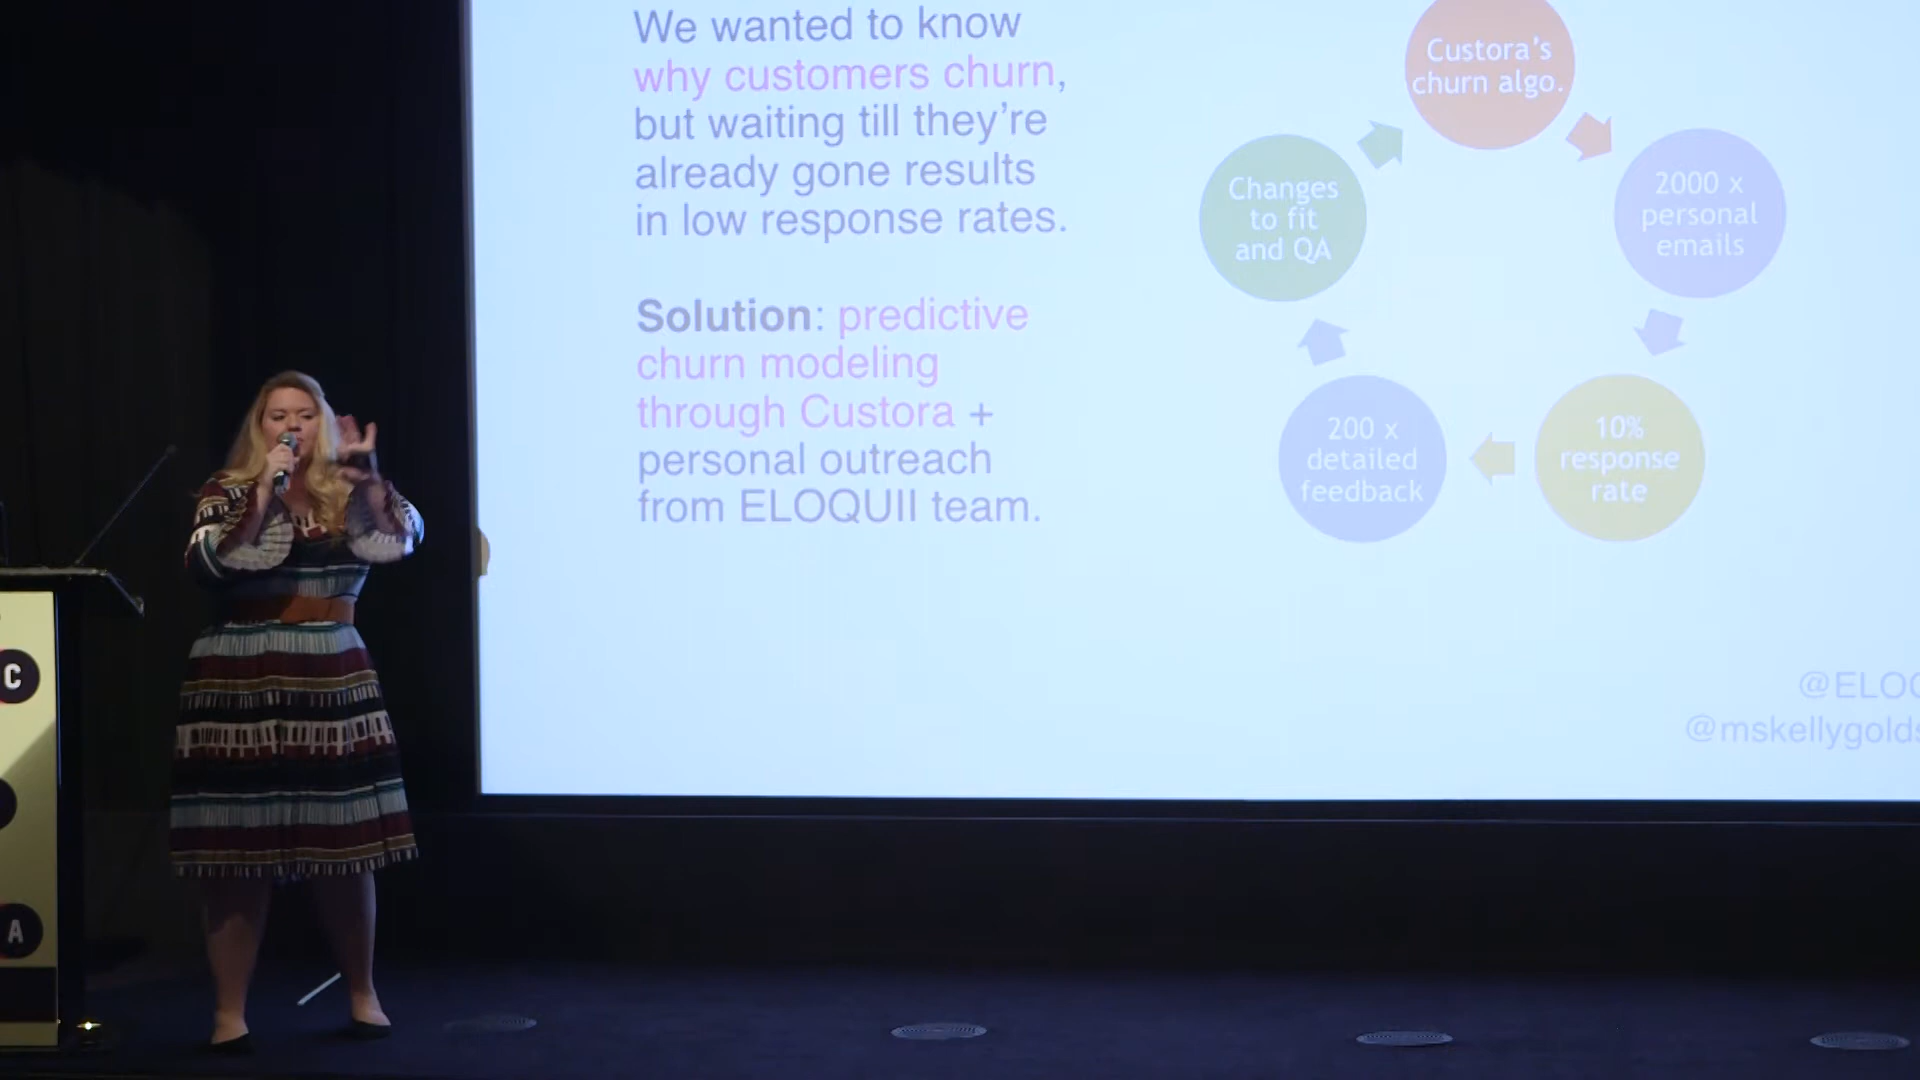 We wanted to know
why customers churn,
but waiting till they’re
already gone results
in low response rates.
Solution: predictive
churn modeling
through Custora +
personal outreach
from ELOQUII team.
Custora’s
churn algo.
2000 x
personal
emails
10%
response
rate
200 x
detailed
feedback
Changes
to fit
and QA
@ELOQ
@mskellygolds
C
A